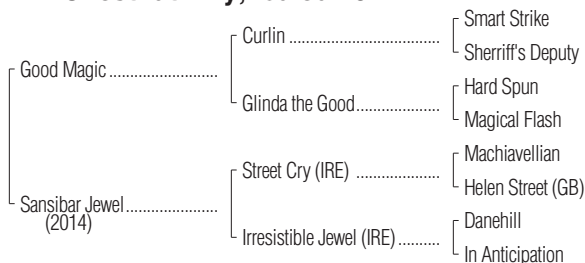 Smart Strike
Curlin
Sherriff's Deputy
Good Magic
Hard Spun
Glinda the Good
Magical Flash
Machiavellian
Street Cry (IRE)
Helen Street (GB)
Sansibar Jewel
(2014)
Danehill
Irresistible Jewel (IRE)
In Anticipation